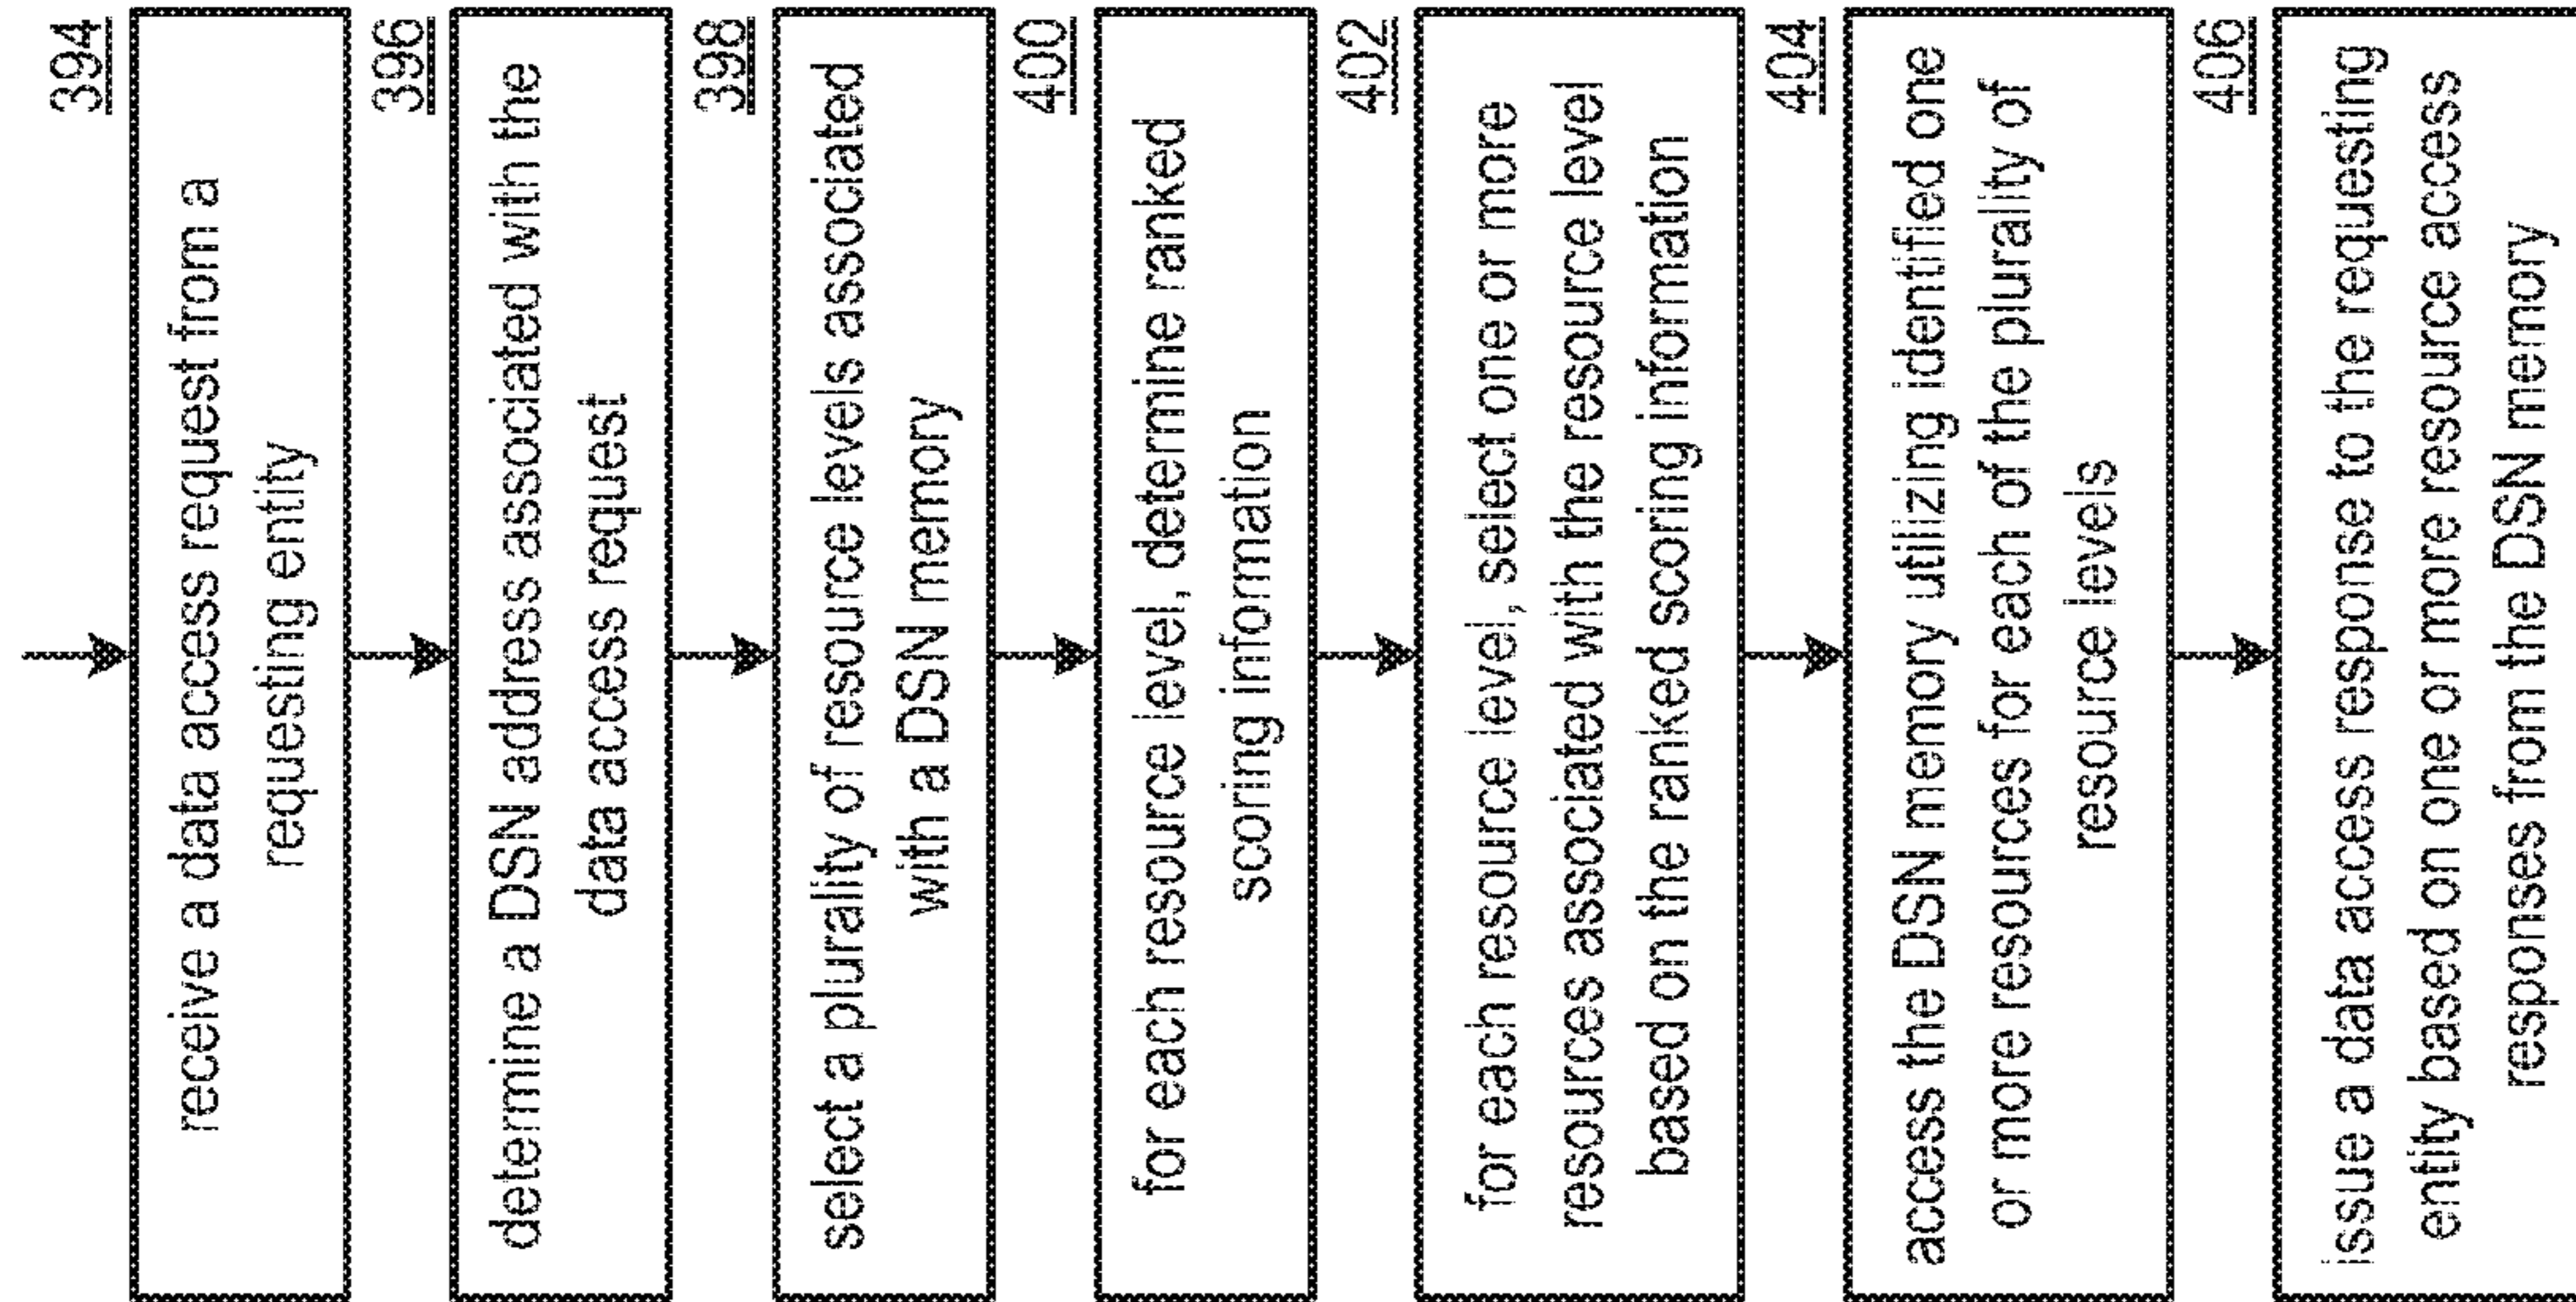 394
receive a data access request from a
requesting entity
396
determine a DSN address associated with the
data access request
398
select a plurality of resource levels associated
with a DSN memory
400
for each resource level, determine ranked
scoring information
402
for each resource level, select one or more
resources associated with the resource level
based on the ranked scoring information
404
access the DSN memory utilizing identified one
or more resources for each of the plurality of
resource levels
406
issue a data access response to the requesting
entity based on one or more resource access
responses from the DSN memory